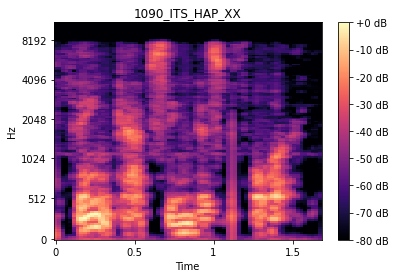 1090_ITS_HAP_XX
Hz
8192
4096
2048
1024
512
0
0
0.5
1
1.5
Time
+0 dB
-10 dB
-20 dB
-30 dB
-40 dB
-50 dB
-60 dB
-70 dB
-80 dB